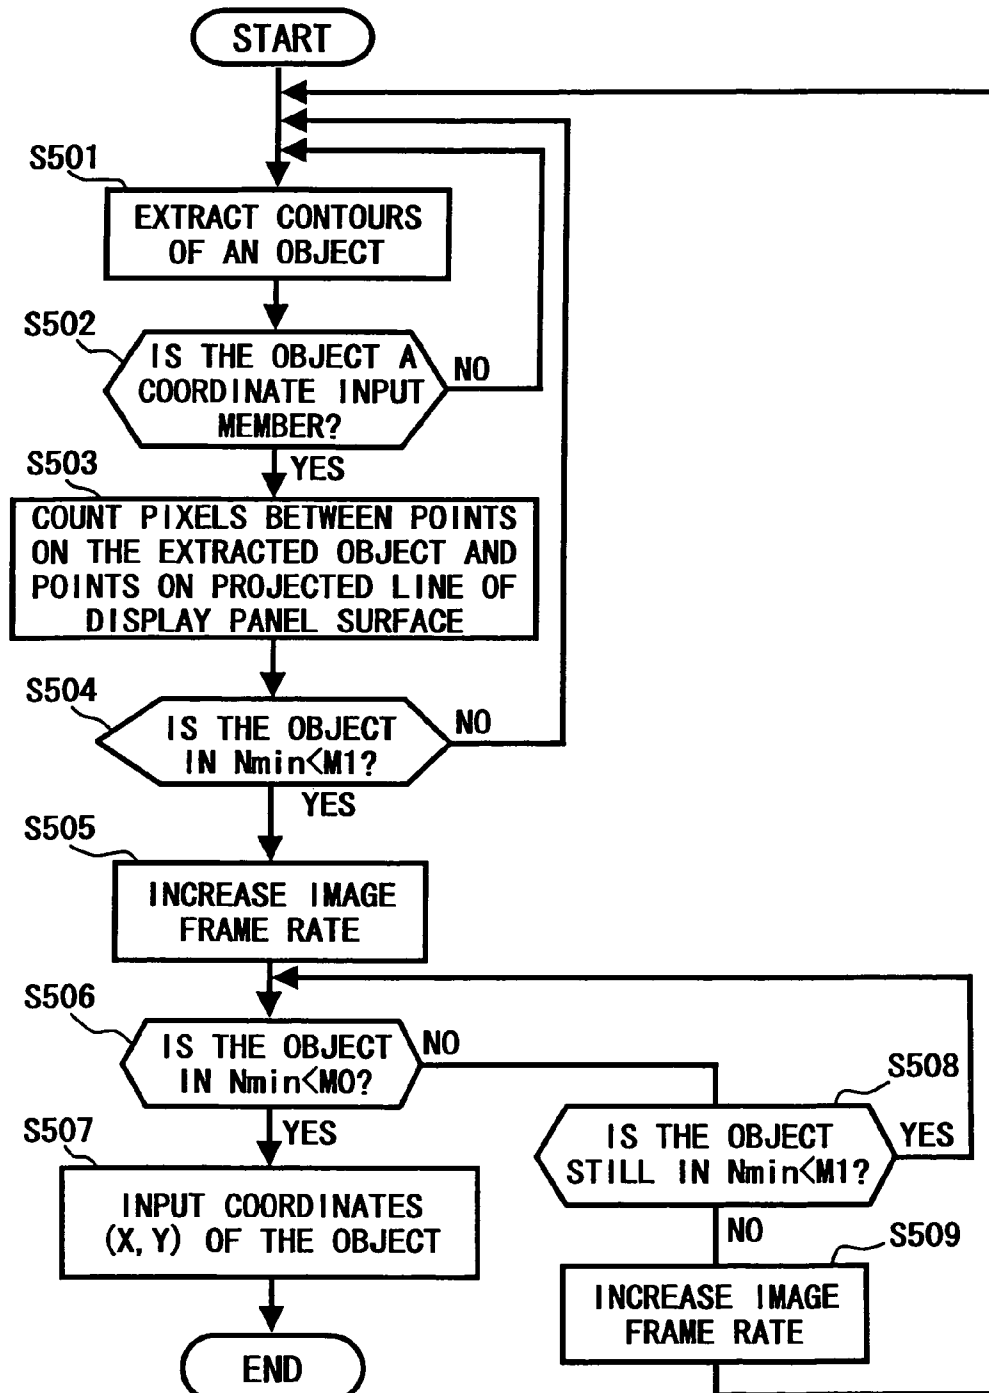 START
S501
EXTRACT CONTOURS
OF AN OBJECT
S502
IS THE OBJECT A
COORDINATE INPUT
MEMBER?
NO
YES
S503
COUNT PIXELS BETWEEN POINTS
ON THE EXTRACTED OBJECT AND
POINTS ON PROJECTED LINE OF
DISPLAY PANEL SURFACE
S504
IS THE OBJECT
IN Nmin<M1?
NO
YES
S505
INCREASE IMAGE
FRAME RATE
S506
IS THE OBJECT
IN Nmin<M0?
NO
YES
S507
INPUT COORDINATES
(X,Y) OF THE OBJECT
END
S508
IS THE OBJECT
STILL IN Nmin<M1?
YES
NO
S509
INCREASE IMAGE
FRAME RATE